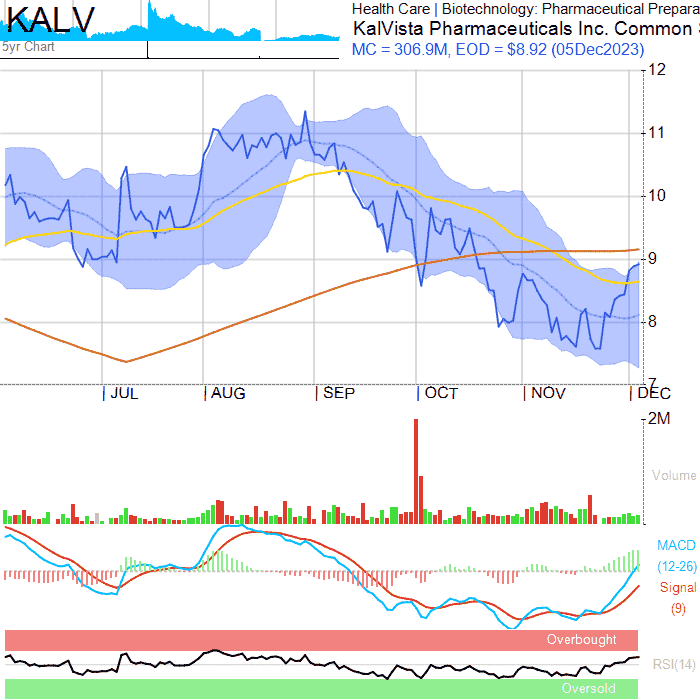 KALV
5yr Chart
Health Care | Biotechnology: Pharmaceutical Prepara
KalVista Pharmaceuticals Inc. Common
MC = 306.9M, EOD = $8.92 (05Dec2023)
12
11
10
9
8
7
JUL AUG SEP OCT NOV DEC
2M
Volume
MACD
(12-26)
Signal
(9)
Overbought
RSI(14)
Oversold